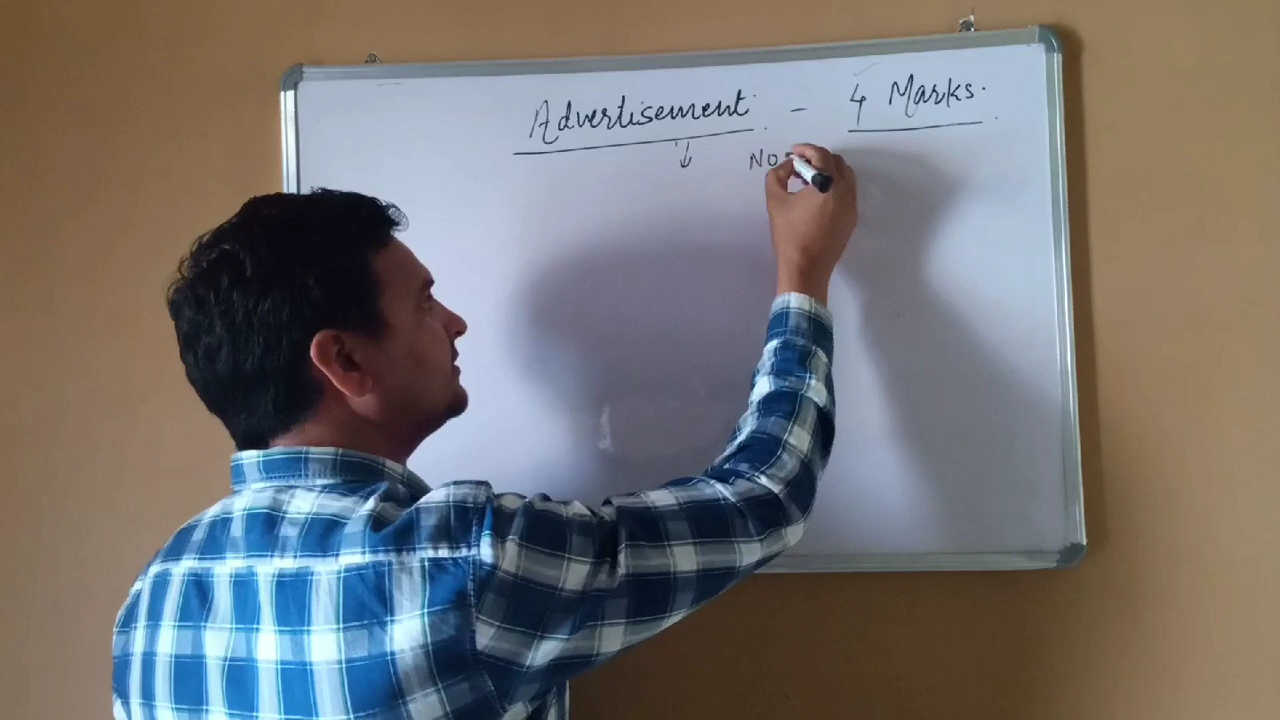 Advertisement - 4 Marks.
↓ No